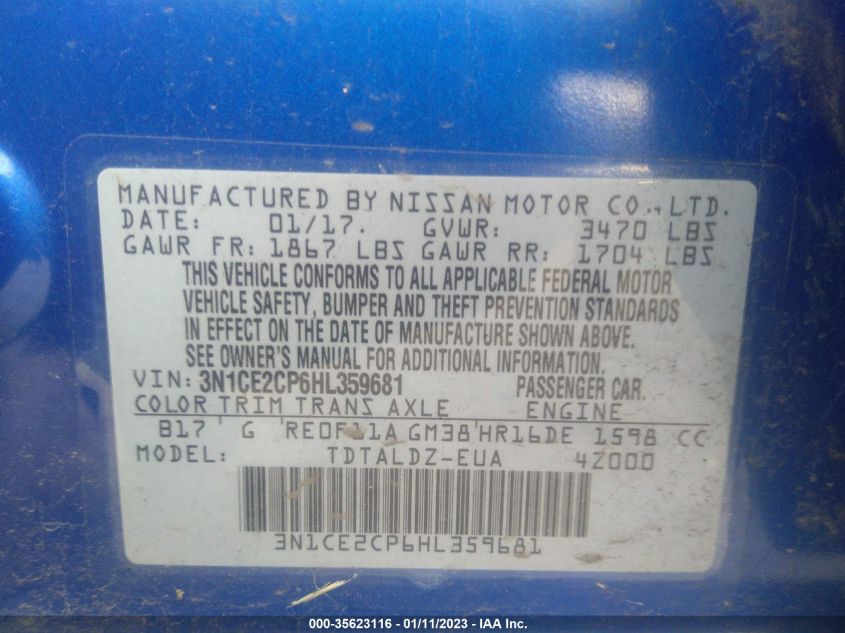 MANUFACTURED BY NISSAN MOTOR CO., LTD.
DATE: 01/17. GVWR: 3470 LBS
GAWR FR: 1867 LBS GAWR RR: 1704 LBS
THIS VEHICLE CONFORMS TO ALL APPLICABLE FEDERAL MOTOR
VEHICLE SAFETY, BUMPER AND THEFT PREVENTION STANDARDS
IN EFFECT ON THE DATE OF MANUFACTURE SHOWN ABOVE.
SEE OWNER'S MANUAL FOR ADDITIONAL INFORMATION.
VIN: 3N1CE2CP6HL359681 PASSENGER CAR.
COLOR TRIM TRANS AXLE ENGINE
B17 G RE0F11A GM38 HR16DE 1598 CC
MODEL: TDTALDZ-EUA 42000
3N1CE2CP6HL359681
000-35623116 - 01/11/2023 - IAA Inc.